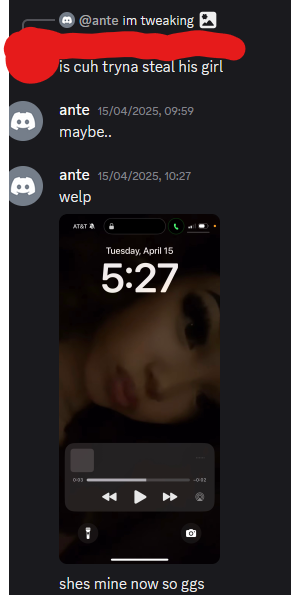 @ante im tweaking
is cuh tryna steal his girl
ante 15/04/2025, 09:59
maybe..
ante 15/04/2025, 10:27
welp
AT&T
Tuesday, April 15
5:27
0:03 -0:02
shes mine now so ggs